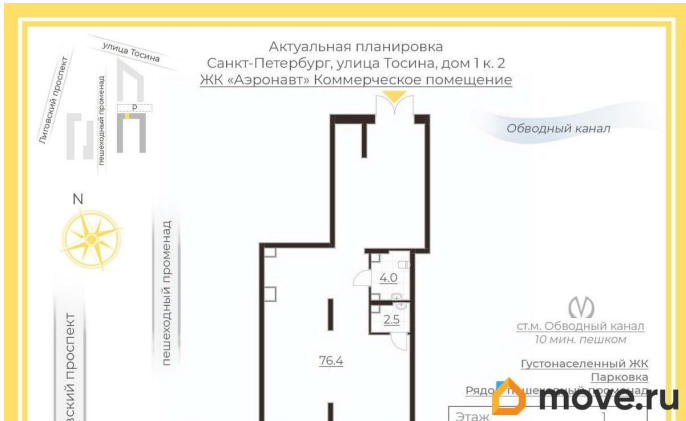 Актуальная планировка
Санкт-Петербург, улица Тосина, дом 1 к. 2
ЖК «Аэронавт» Коммерческое помещение
улица Тосина
Лиговский проспект
пешеходный променад
P
Обводный канал
N
пешеходный променад
вский проспект
4.0
2.5
76.4
ст.м. Обводный канал
10 мин. пешком
Густонаселенный ЖК
Парковка
Рядом пешеходный променад
move.ru
Этаж 1